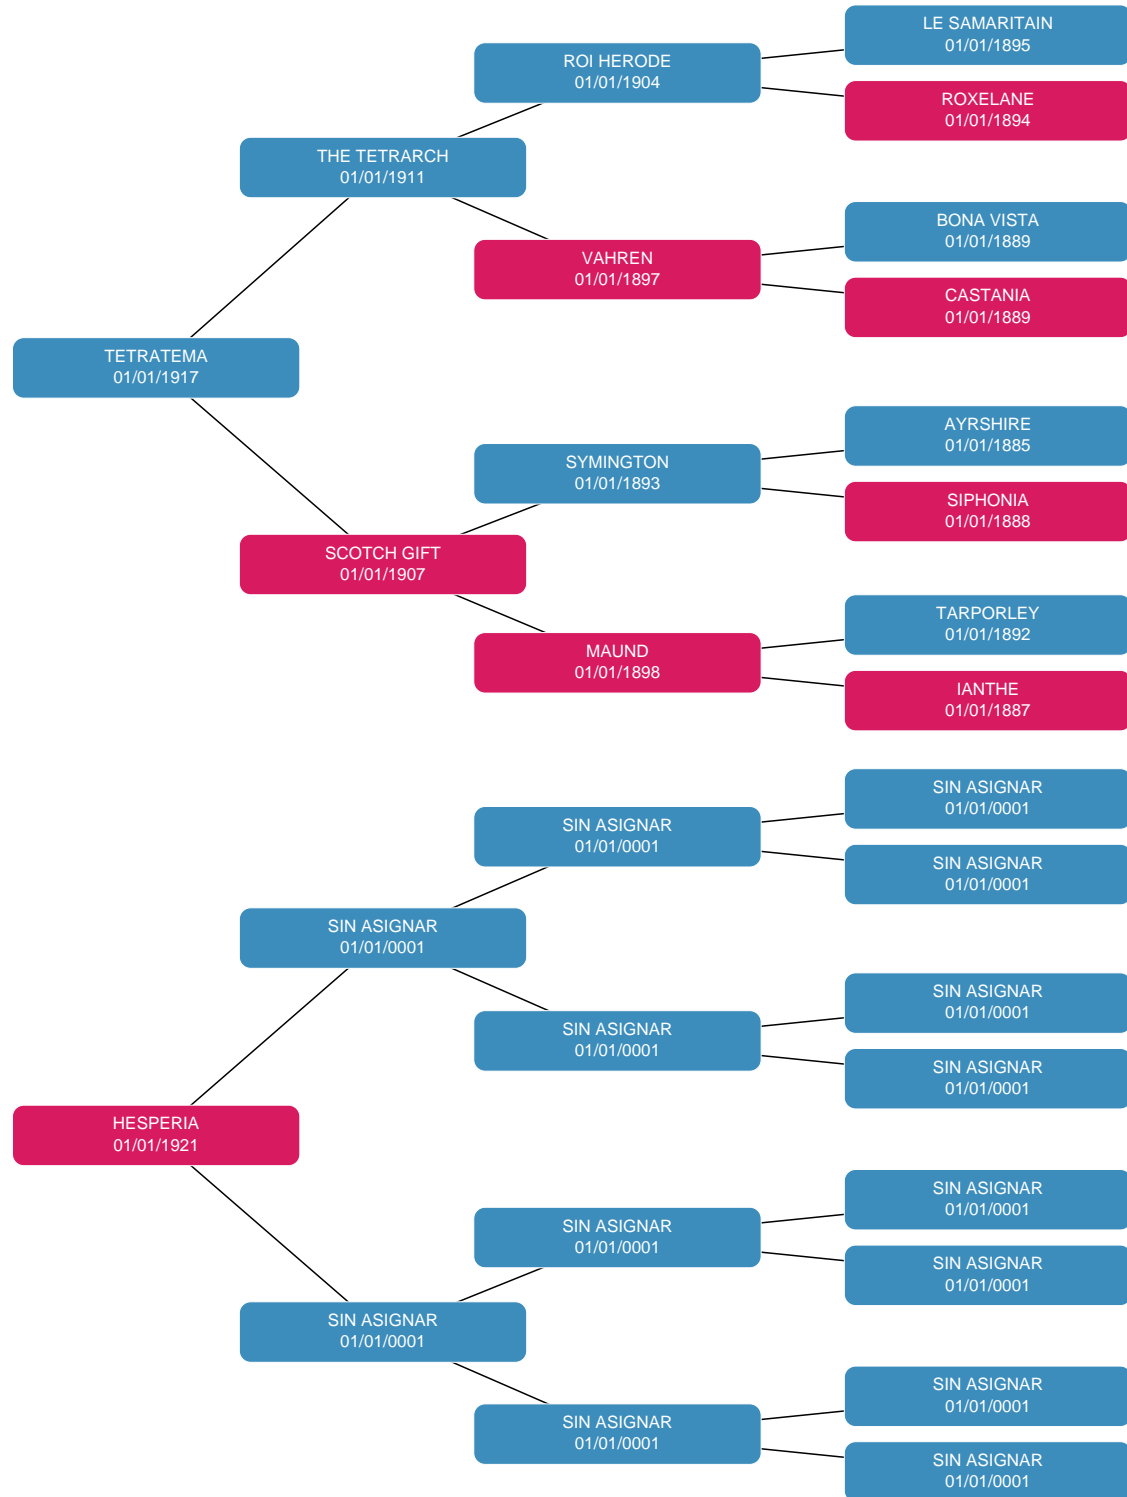 LE SAMARITAIN
01/01/1895
ROI HERODE
01/01/1904
ROXELANE
01/01/1894
THE TETRARCH
01/01/1911
BONA VISTA
01/01/1889
VAHREN
01/01/1897
CASTANIA
01/01/1889
TETRATEMA
01/01/1917
AYRSHIRE
01/01/1885
SYMINGTON
01/01/1893
SIPHONIA
01/01/1888
SCOTCH GIFT
01/01/1907
TARPORLEY
01/01/1892
MAUND
01/01/1898
IANTHE
01/01/1887
SIN ASIGNAR
01/01/0001
SIN ASIGNAR
01/01/0001
SIN ASIGNAR
01/01/0001
SIN ASIGNAR
01/01/0001
SIN ASIGNAR
01/01/0001
SIN ASIGNAR
01/01/0001
SIN ASIGNAR
01/01/0001
HESPERIA
01/01/1921
SIN ASIGNAR
01/01/0001
SIN ASIGNAR
01/01/0001
SIN ASIGNAR
01/01/0001
SIN ASIGNAR
01/01/0001
SIN ASIGNAR
01/01/0001
SIN ASIGNAR
01/01/0001
SIN ASIGNAR
01/01/0001